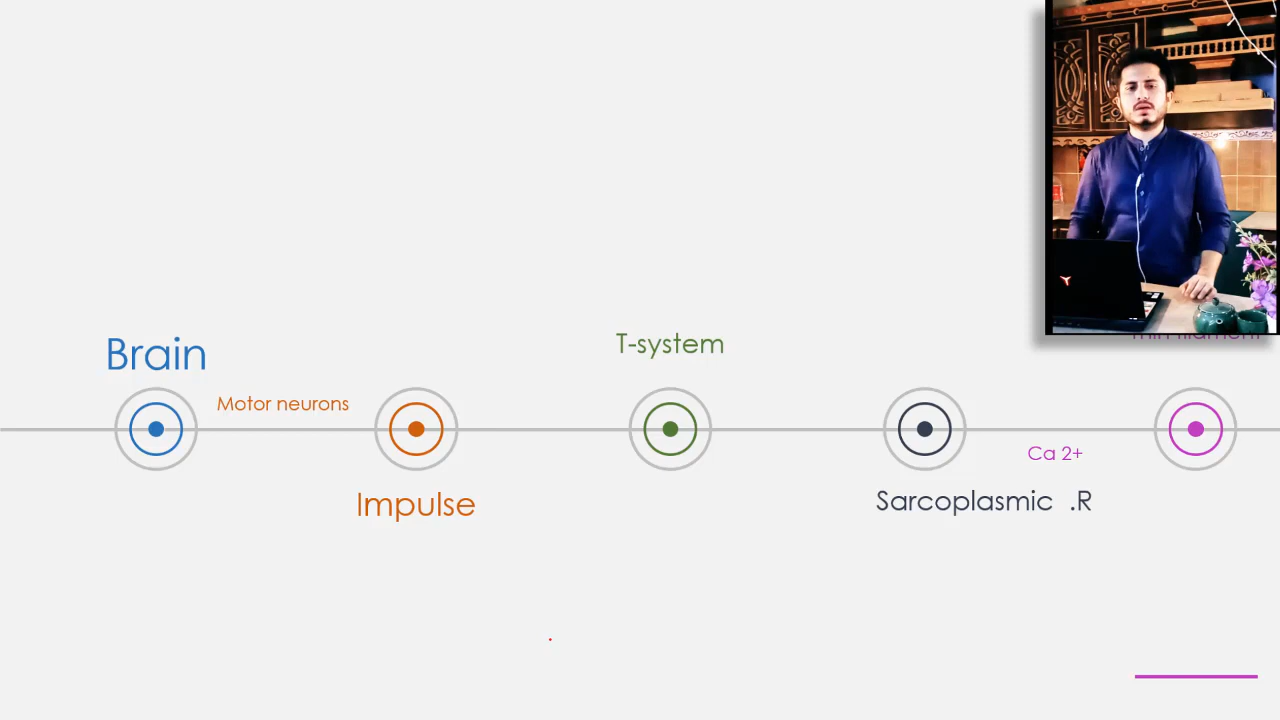 Brain
Motor neurons
Impulse
T-system
Sarcoplasmic .R
Ca 2+